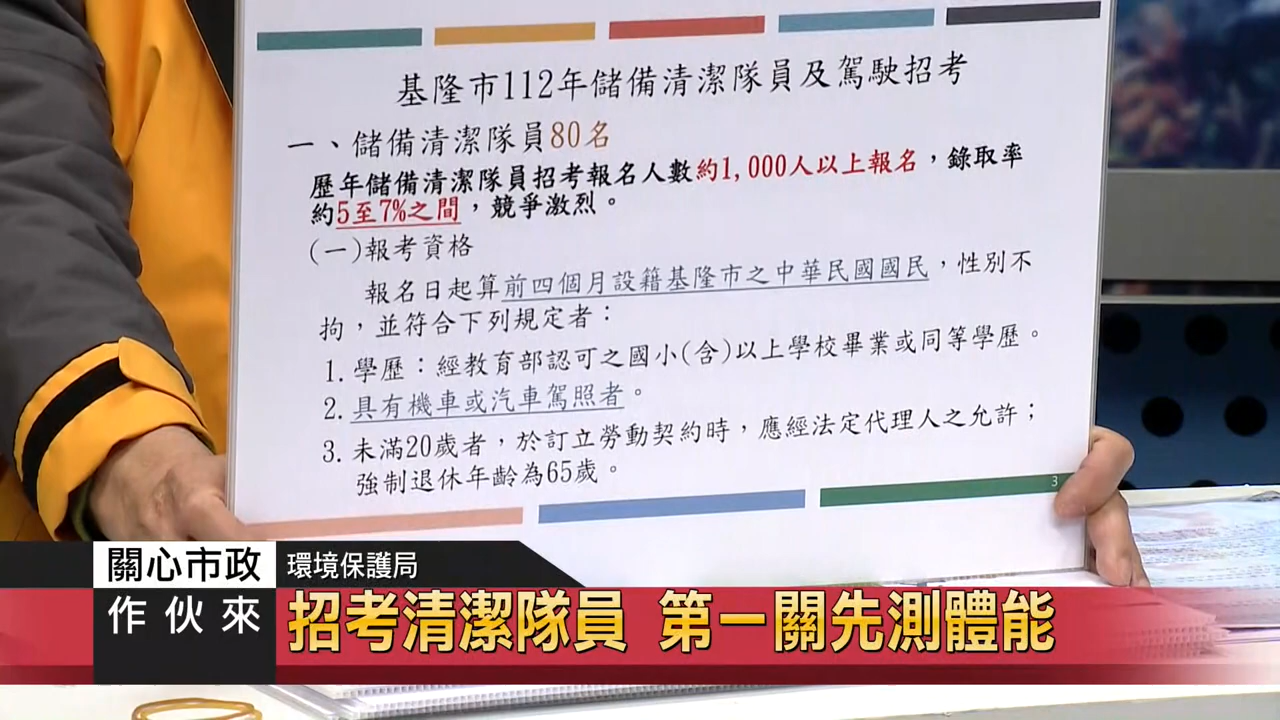 基隆市112年儲備清潔隊員及駕駛招考
一、儲備清潔隊員80名
歷年儲備清潔隊員招考報名人數約1,000人以上報名，錄取率
約5至7%之間，競爭激烈。
(一)報考資格
報名日起算前四個月設籍基隆市之中華民國國民，性別不
拘，並符合下列規定者：
1. 學歷：經教育部認可之國小(含)以上學校畢業或同等學歷。
2. 具有機車或汽車駕照者。
3. 未滿20歲者，於訂立勞動契約時，應經法定代理人之允許；
強制退休年齡為65歲。
3
關心市政
環境保護局
作伙來
招考清潔隊員 第一關先測體能